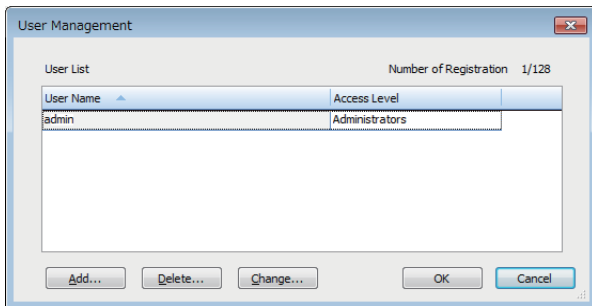 User Management
User List Number of Registration 1/128
User Name Access Level
admin Administrators
Add... Delete... Change... OK Cancel